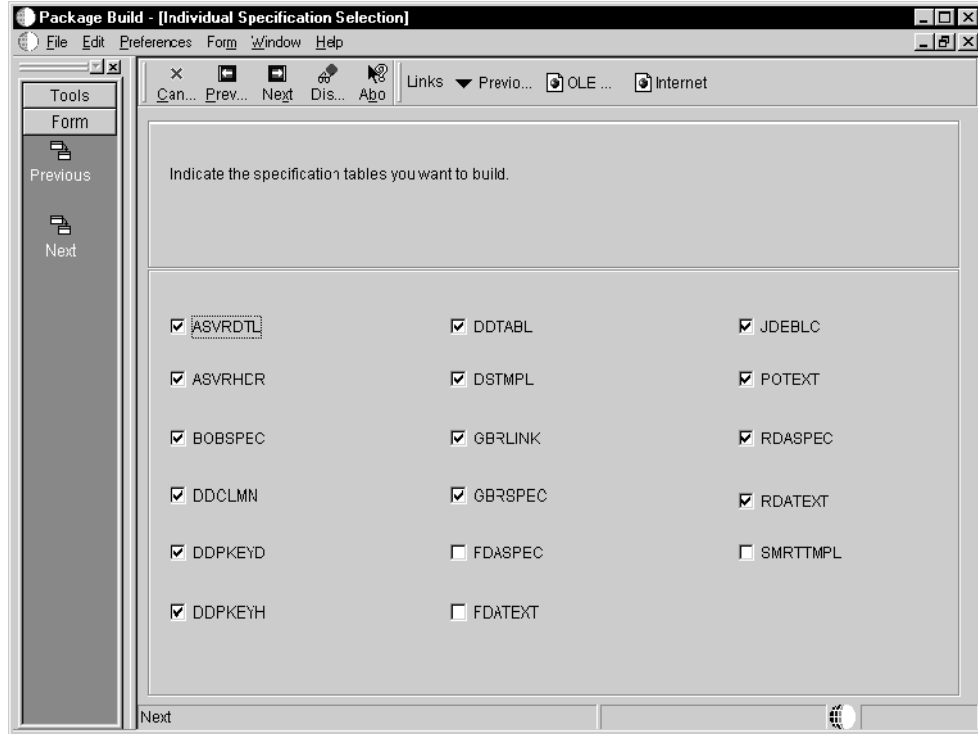 Package Build - [Individual Specification Selection]
File Edit Preferences Form Window Help
Tools
Form
Previous
Next
Can... Prev... Next Dis... Abo Links Previo... OLE ... Internet
Indicate the specification tables you want to build.
ASVRDTL DDTABL JDEBLC
ASVRHDR DSTMPL POTEXT
BOBSPEC GBRLINK RDASPEC
DDCLMN GBRSPEC RDATEXT
DDPKEYD FDASPEC SMRTTMPL
DDPKEYH FDATEXT
Next